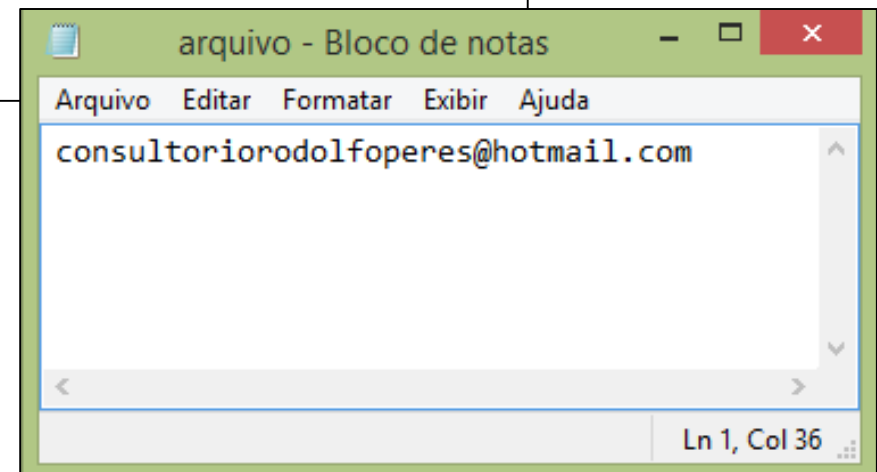 arquivo - Bloco de notas
Arquivo Editar Formatar Exibir Ajuda
consultoriorodolfoperes@hotmail.com
Ln 1, Col 36